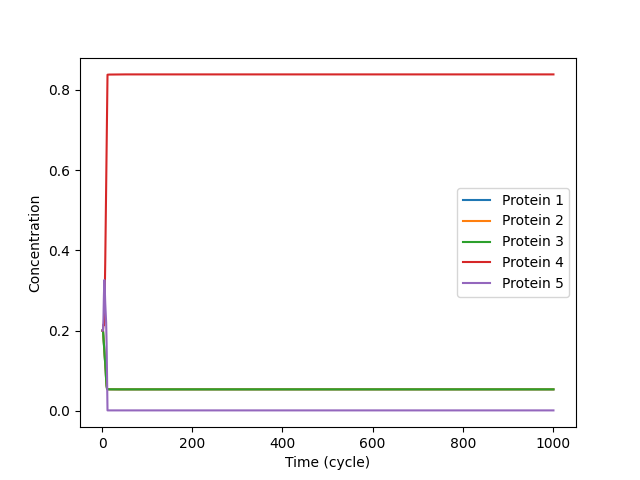 0.8
0.6
0.4
0.2
0.0
Concentration
Protein 1
Protein 2
Protein 3
Protein 4
Protein 5
0 200 400 600 800 1000
Time (cycle)